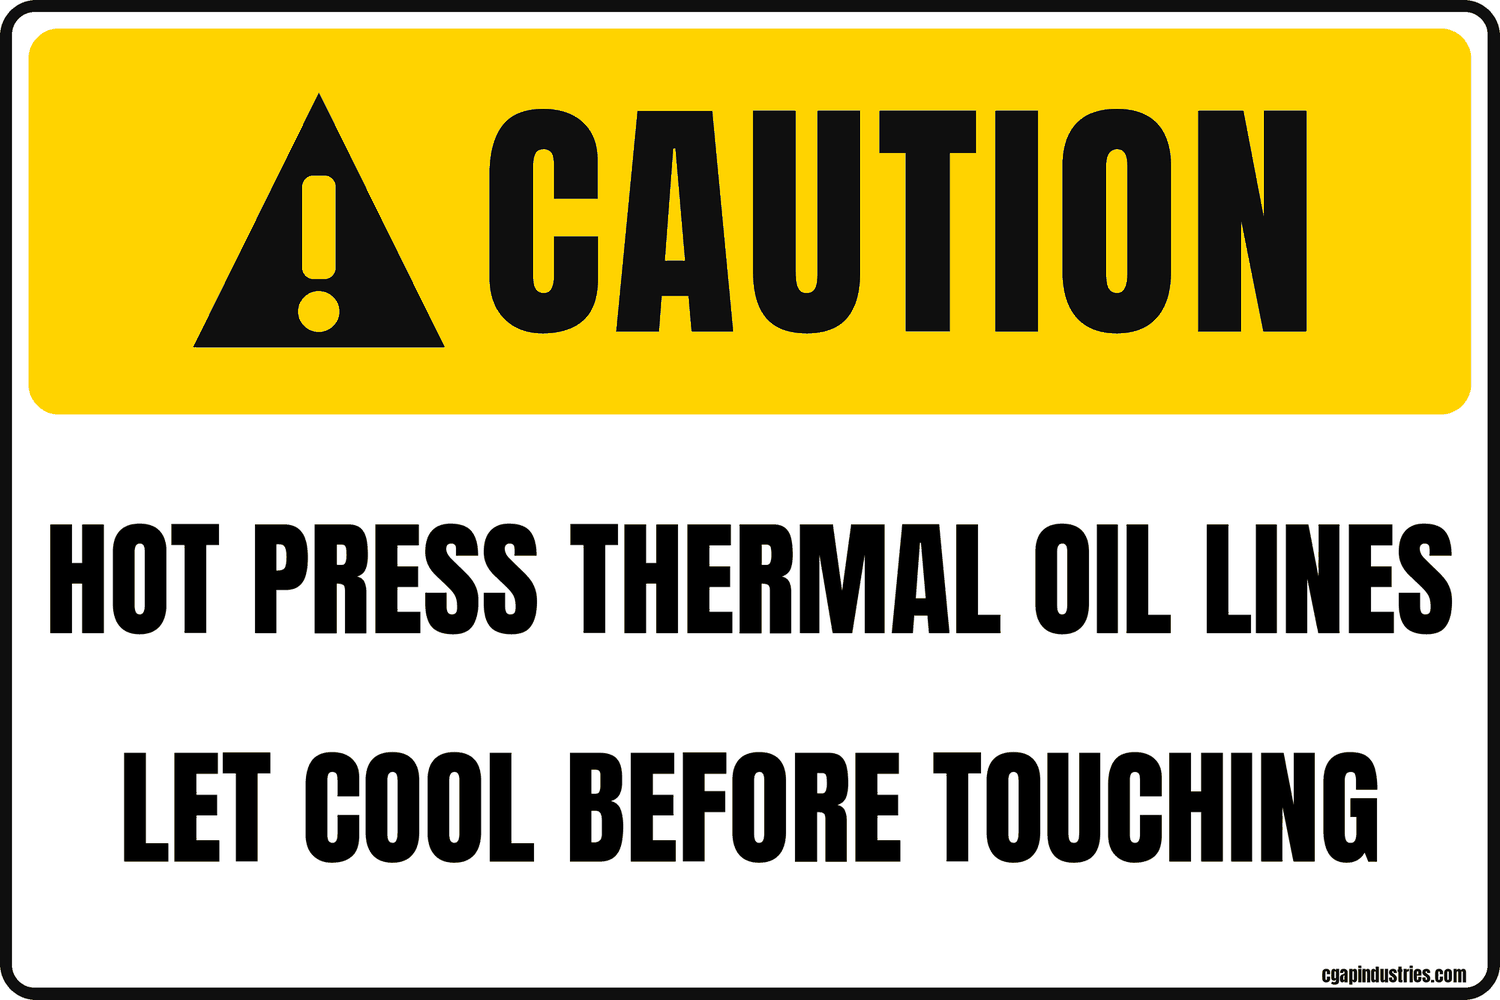 CAUTION
HOT PRESS THERMAL OIL LINES
LET COOL BEFORE TOUCHING
cgapindustries.com